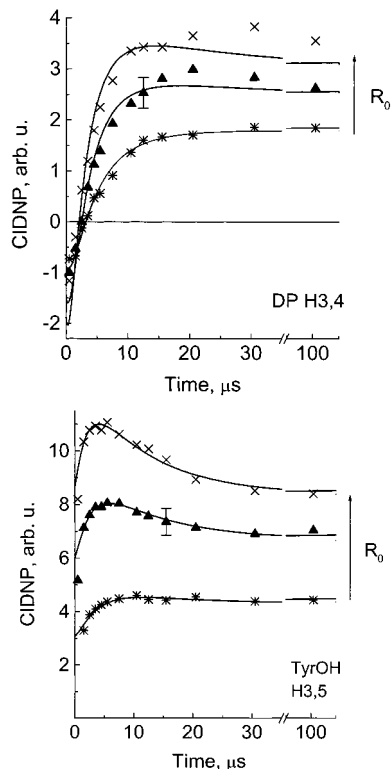 4
3
2
1
0
-1
-2
CIDNP, arb. u.
R₀
DP H3,4
0 10 20 30 100
Time, μs
10
8
6
4
2
CIDNP, arb. u.
R₀
TyrOH
H3,5
0 10 20 30 100
Time, μs